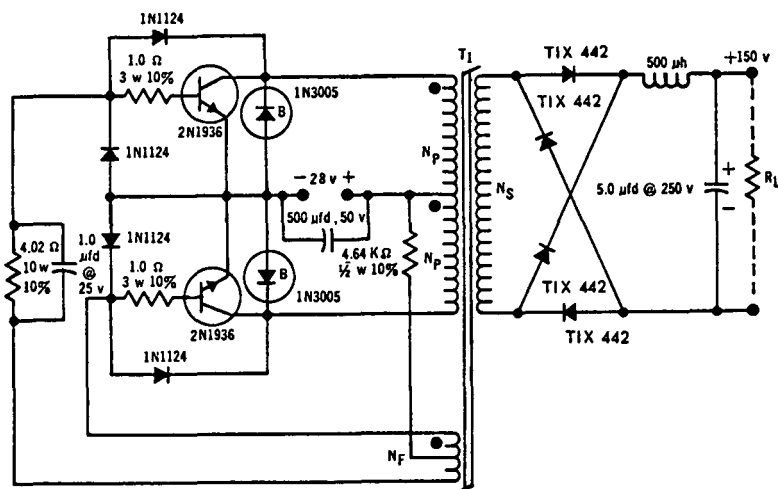 1N1124
1.0 Ω
3 w 10%
2N1936
1N3005
B
1N1124
T1
NP
NP
NS
TIX 442
TIX 442
500 μh
+150 v
RL
5.0 μfd @ 250 v
+
−
− 28 v +
500 μfd, 50 v
4.64 K Ω
½ w 10%
4.02 Ω
10 w
10%
1.0
μfd
@
25 v
1N1124
1.0 Ω
3 w 10%
2N1936
B
1N3005
1N1124
TIX 442
TIX 442
NF